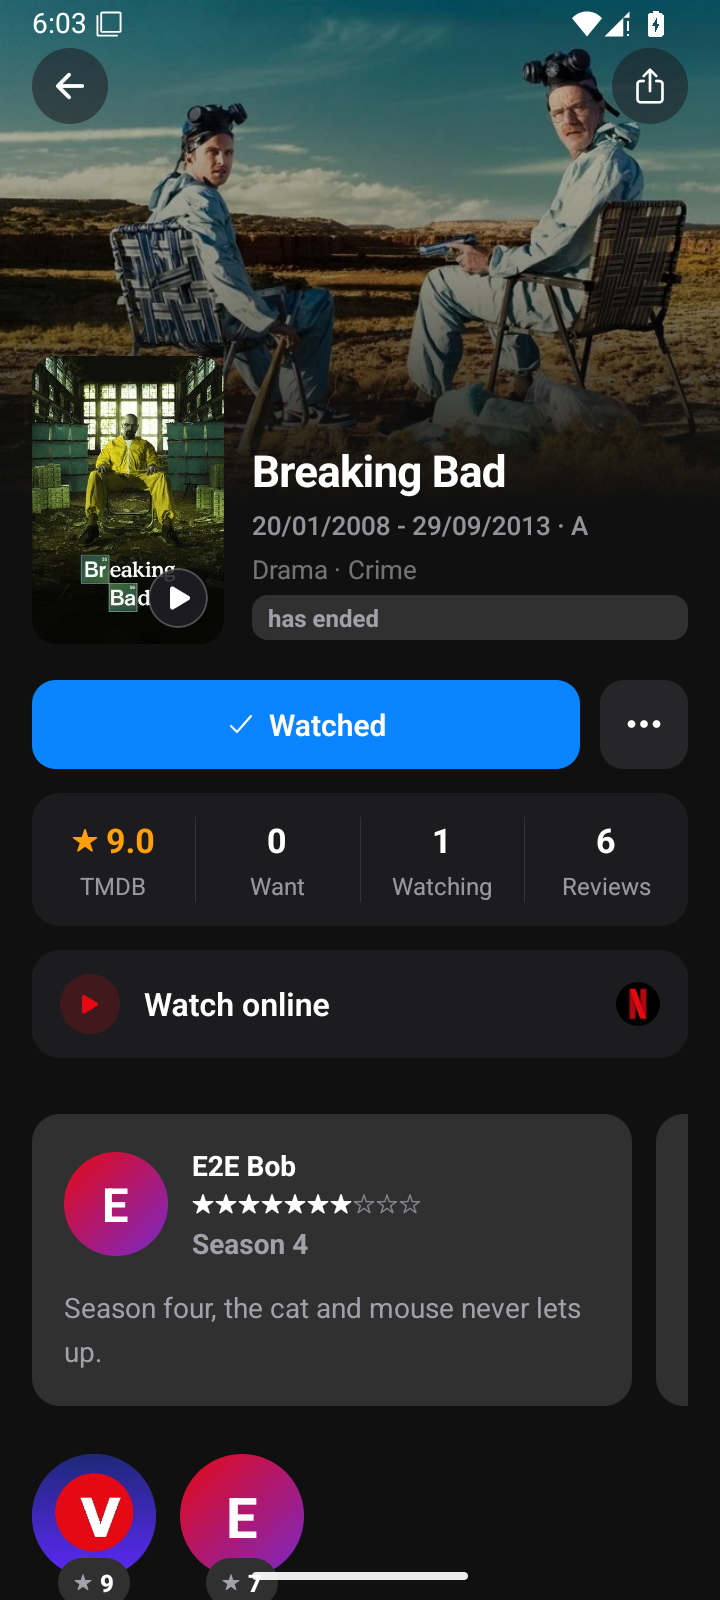 6:03
Breaking Bad
20/01/2008 - 29/09/2013 · A
Drama · Crime
has ended
Breaking
Bad
Watched
9.0
TMDB
0
Want
1
Watching
6
Reviews
Watch online
N
E
E2E Bob
Season 4
Season four, the cat and mouse never lets
up.
V
E
9
7